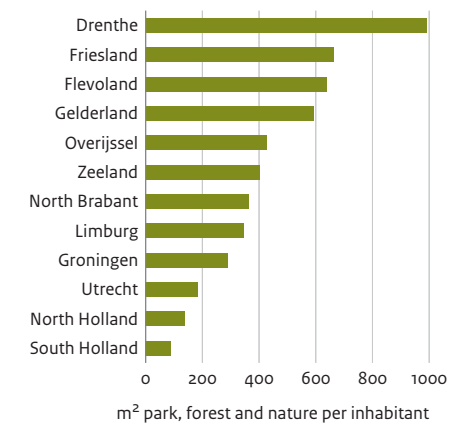 Drenthe
Friesland
Flevoland
Gelderland
Overijssel
Zeeland
North Brabant
Limburg
Groningen
Utrecht
North Holland
South Holland
0 200 400 600 800 1000
m² park, forest and nature per inhabitant